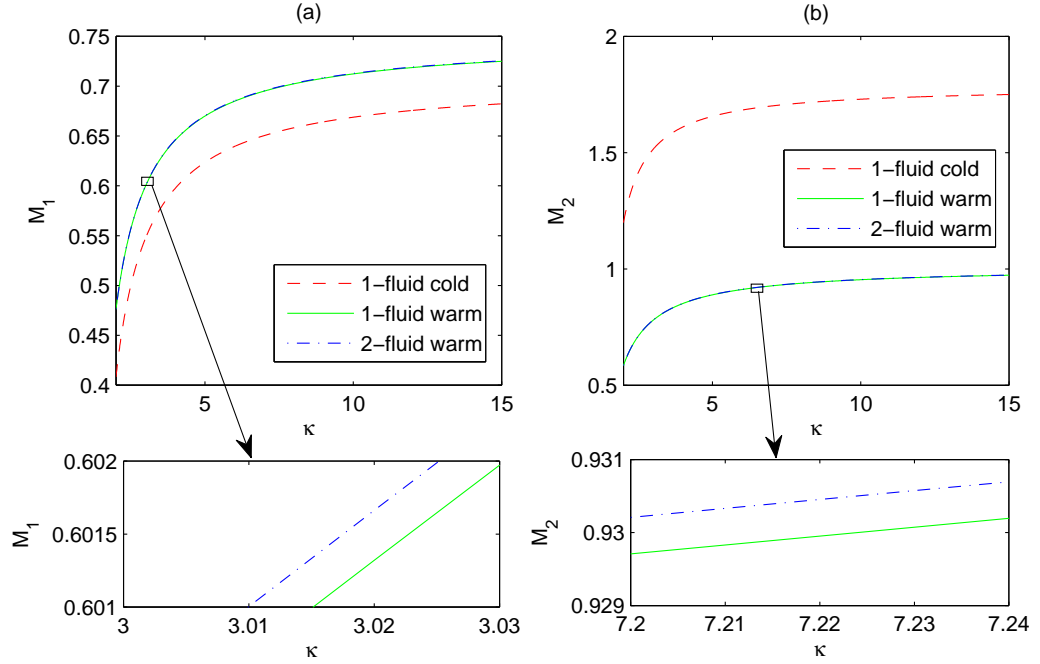 (a)
0.75
0.7
0.65
0.6
0.55
0.5
0.45
0.4
M1
5
10
15
κ
1−fluid cold
1−fluid warm
2−fluid warm
(b)
2
1.5
1
0.5
M2
5
10
15
κ
1−fluid cold
1−fluid warm
2−fluid warm
0.602
0.6015
0.601
M1
3
3.01
3.02
3.03
κ
0.931
0.93
0.929
M2
7.2
7.21
7.22
7.23
7.24
κ